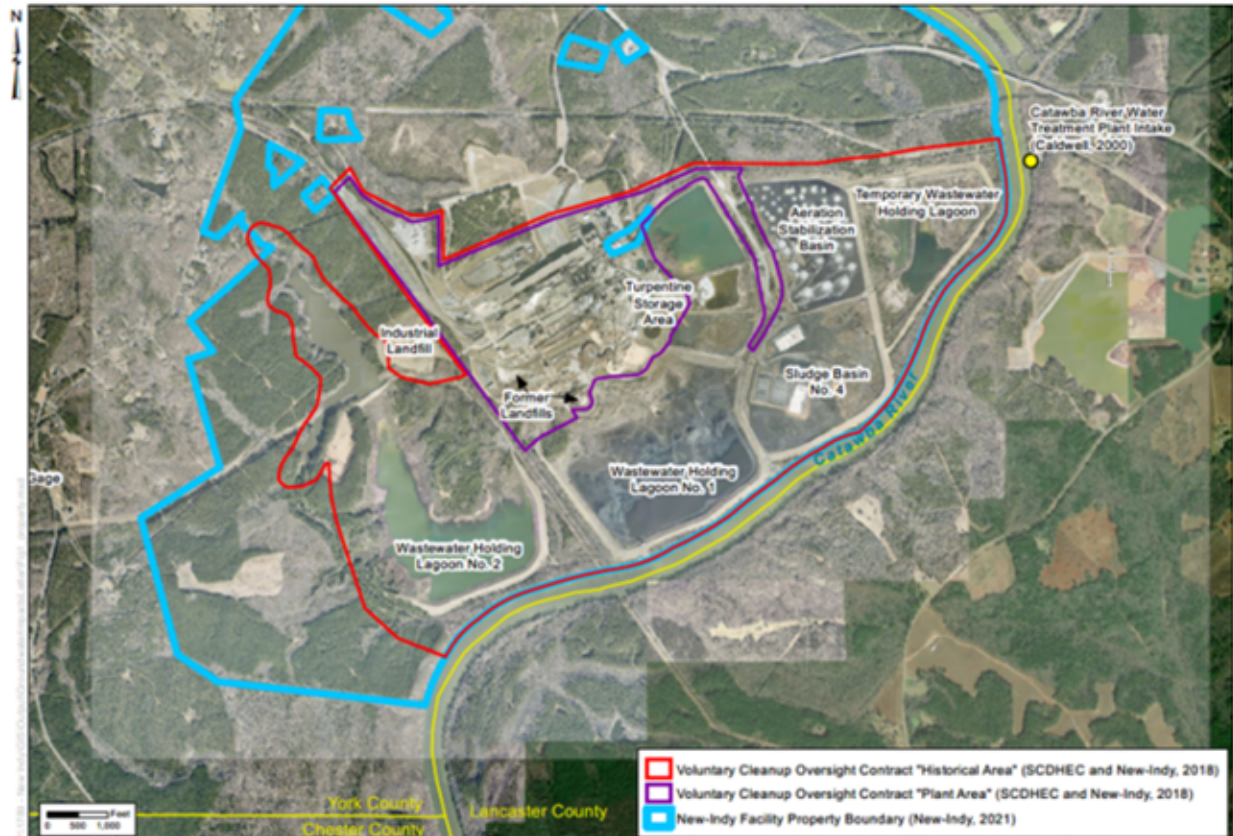 N
Catawba River Water
Treatment Plant Intake
(Caldwell, 2000)
Temporary Wastewater
Holding Lagoon
Aeration
Stabilization
Basin
Turpentine
Storage
Area
Industrial
Landfill
Former
Landfills
Sludge Basin
No. 4
Catawba River
Wastewater Holding
Lagoon No. 1
Gage
Wastewater Holding
Lagoon No. 2
Voluntary Cleanup Oversight Contract "Historical Area" (SCDHEC and New-Indy, 2018)
Voluntary Cleanup Oversight Contract "Plant Area" (SCDHEC and New-Indy, 2018)
New-Indy Facility Property Boundary (New-Indy, 2021)
Feet
0 500 1,000
York County
Chester County
Lancaster County